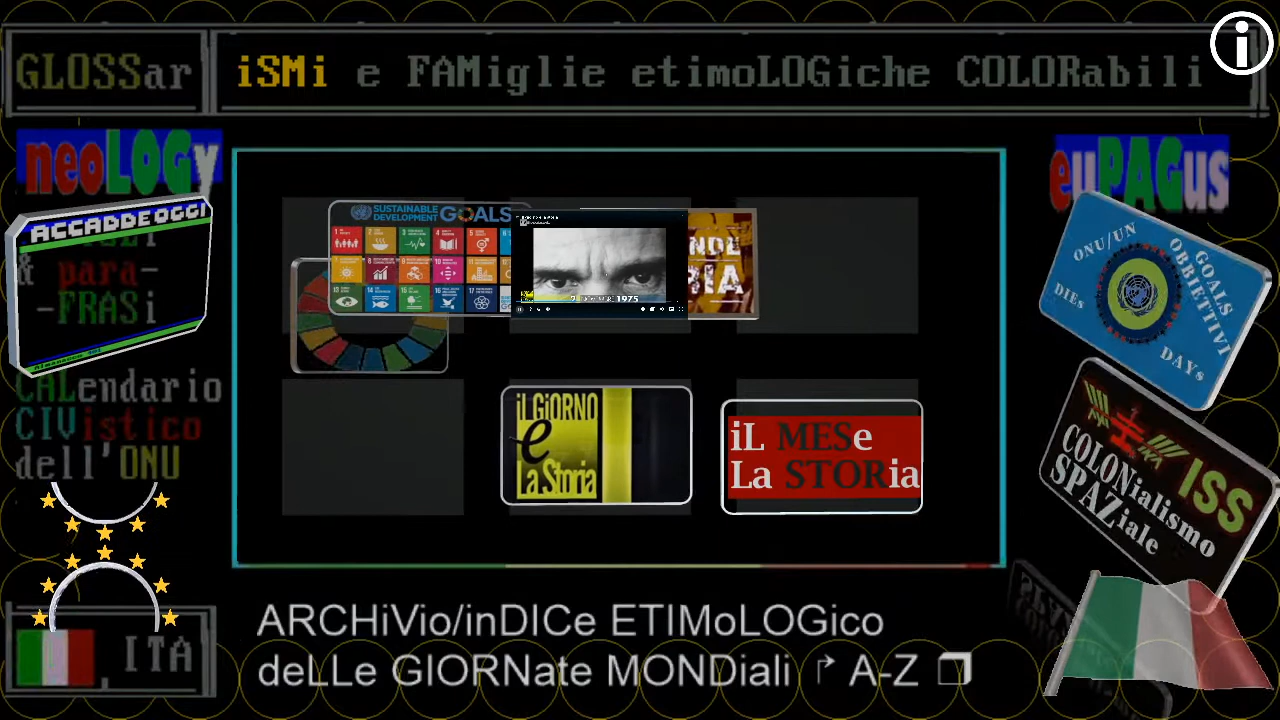 GLOSSar
iSMi e FAMiglie etimoLOGiche COLORabili
neoLOGy
euPAGus
ACCADDEOGGI
& para-
-FRASi
CALendario
CIVistico
dell'ONU
ITA
SUSTAINABLE
DEVELOPMENT GOALS
1975
iL GiORNO
e
La Storia
iL MESe
La STORia
ONU/UN
GOALS
OBBIETTIVI
DIEs
DAYs
ISS
COLONialismo
SPAZiale
ARCHiVio/inDICe ETIMoLOGico
deLLe GIORNate MONDiali A-Z